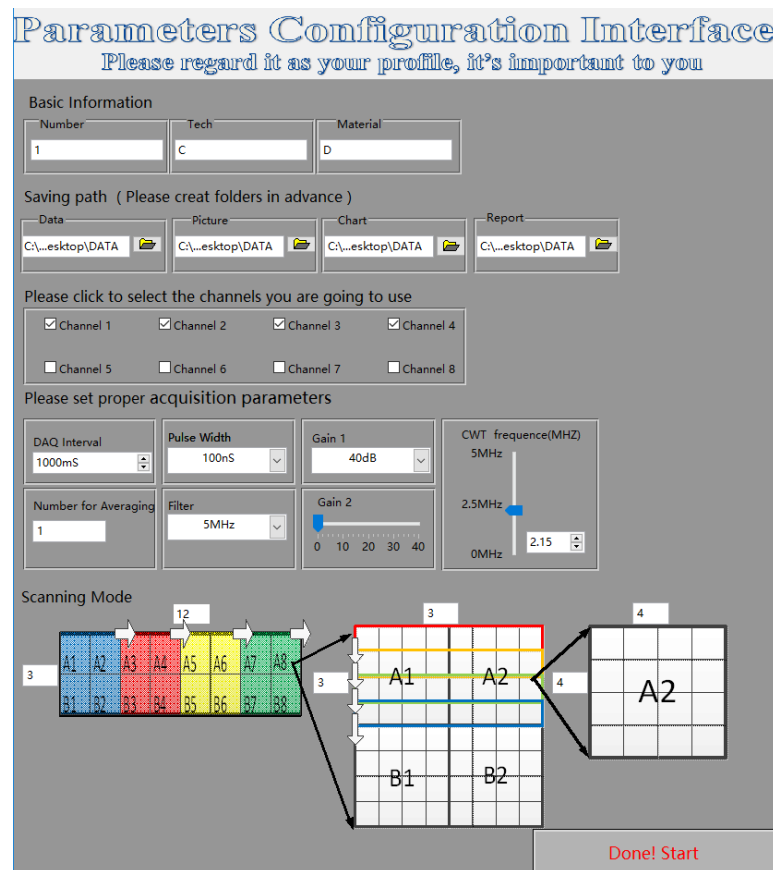 Parameters Configuration Interface
Please regard it as your profile, it's important to you
Basic Information
Number Tech Material
1 C D
Saving path ( Please creat folders in advance )
Data Picture Chart Report
C:\...esktop\DATA C:\...esktop\DATA C:\...esktop\DATA C:\...esktop\DATA
Please click to select the channels you are going to use
Channel 1 Channel 2 Channel 3 Channel 4
Channel 5 Channel 6 Channel 7 Channel 8
Please set proper acquisition parameters
DAQ Interval
1000mS
Pulse Width
100nS
Gain 1
40dB
CWT frequence(MHZ)
5MHz
2.5MHz
0MHz
2.15
Number for Averaging
1
Filter
5MHz
Gain 2
0 10 20 30 40
Scanning Mode
12 3 4
A1 A2 A3 A4 A5 A6 A7 A8
3
B1 B2 B3 B4 B5 B6 B7 B8
3
A1 A2
4
B1 B2
A2
Done! Start